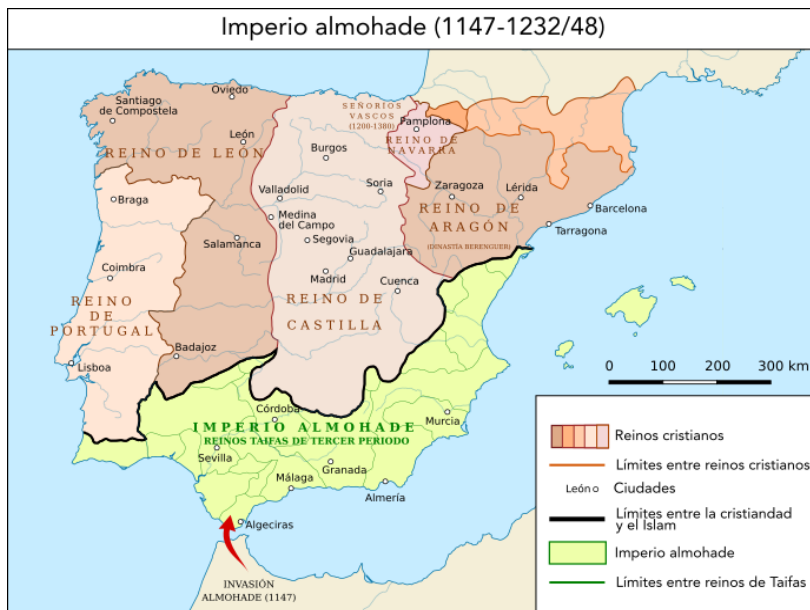 Imperio almohade (1147-1232/48)
Oviedo
Santiago
de Compostela
León
REINO DE LEÓN
SEÑORÍOS
VASCOS
(1200-1380)
Pamplona
REINO DE
NAVARRA
Burgos
Soria
Valladolid
Zaragoza
Lérida
Braga
Medina
del Campo
REINO DE
ARAGÓN
(DINASTÍA BERENGUER)
Barcelona
Tarragona
Salamanca
Segovia
Guadalajara
Coimbra
Madrid
Cuenca
REINO
DE
PORTUGAL
REINO DE
CASTILLA
Badajoz
Lisboa
0 100 200 300 km
Córdoba
IMPERIO ALMOHADE
REINOS TAIFAS DE TERCER PERIODO
Murcia
Sevilla
Granada
Málaga
Almería
Algeciras
INVASIÓN
ALMOHADE (1147)
Reinos cristianos
Límites entre reinos cristianos
León Ciudades
Límites entre la cristiandad
y el Islam
Imperio almohade
Límites entre reinos de Taifas